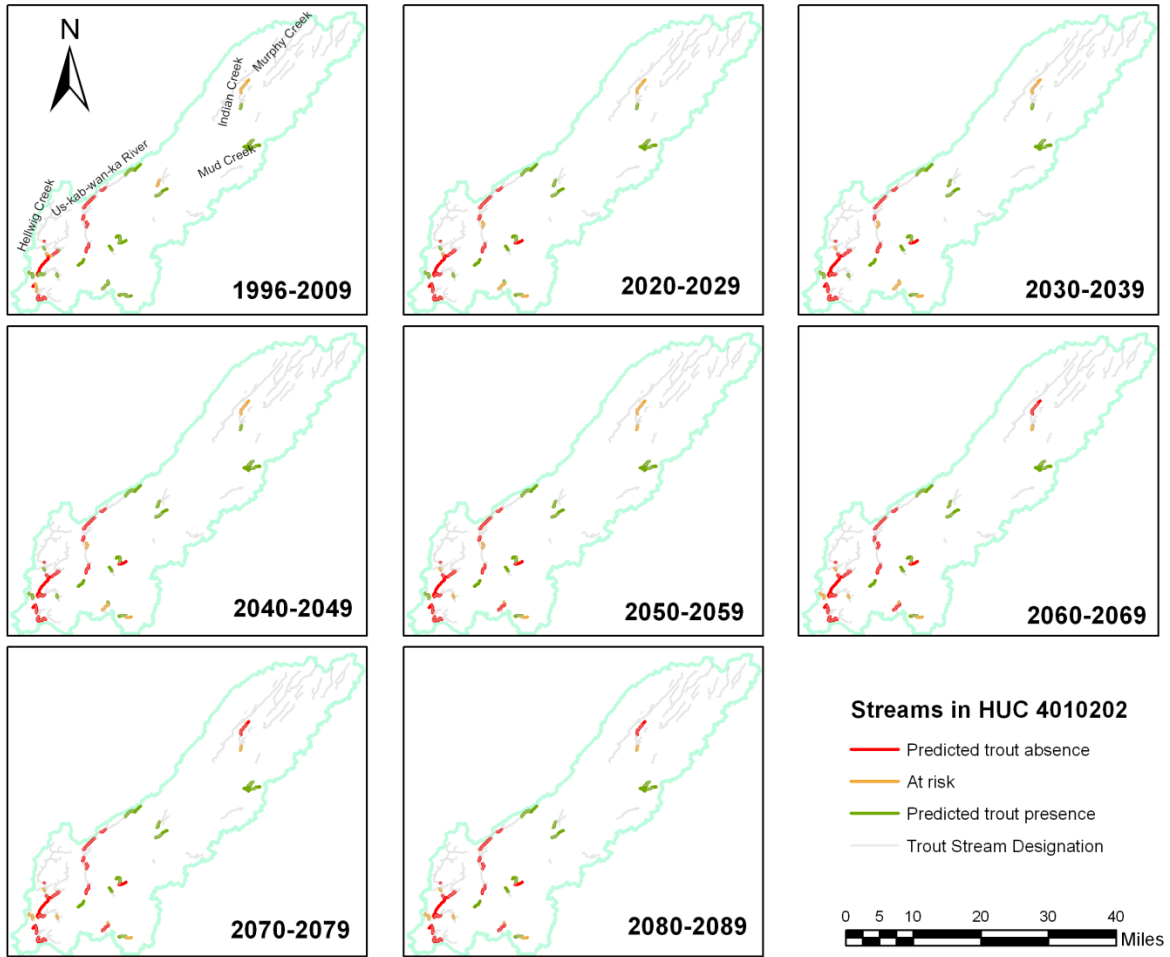 N
Murphy Creek
Indian Creek
Mud Creek
Us-kab-wan-ka River
Hellwig Creek
1996-2009
2020-2029
2030-2039
2040-2049
2050-2059
2060-2069
2070-2079
2080-2089
Streams in HUC 4010202
Predicted trout absence
At risk
Predicted trout presence
Trout Stream Designation
0 5 10 20 30 40
Miles